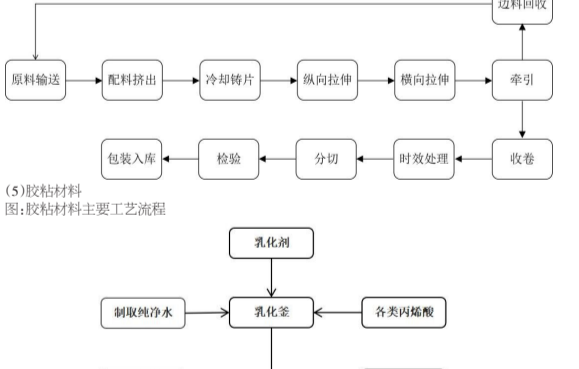 边料回收
原料输送
配料挤出
冷却铸片
纵向拉伸
横向拉伸
牵引
包装入库
检验
分切
时效处理
收卷
(5)胶粘材料
图:胶粘材料主要工艺流程
乳化剂
制取纯净水
乳化釜
各类丙烯酸